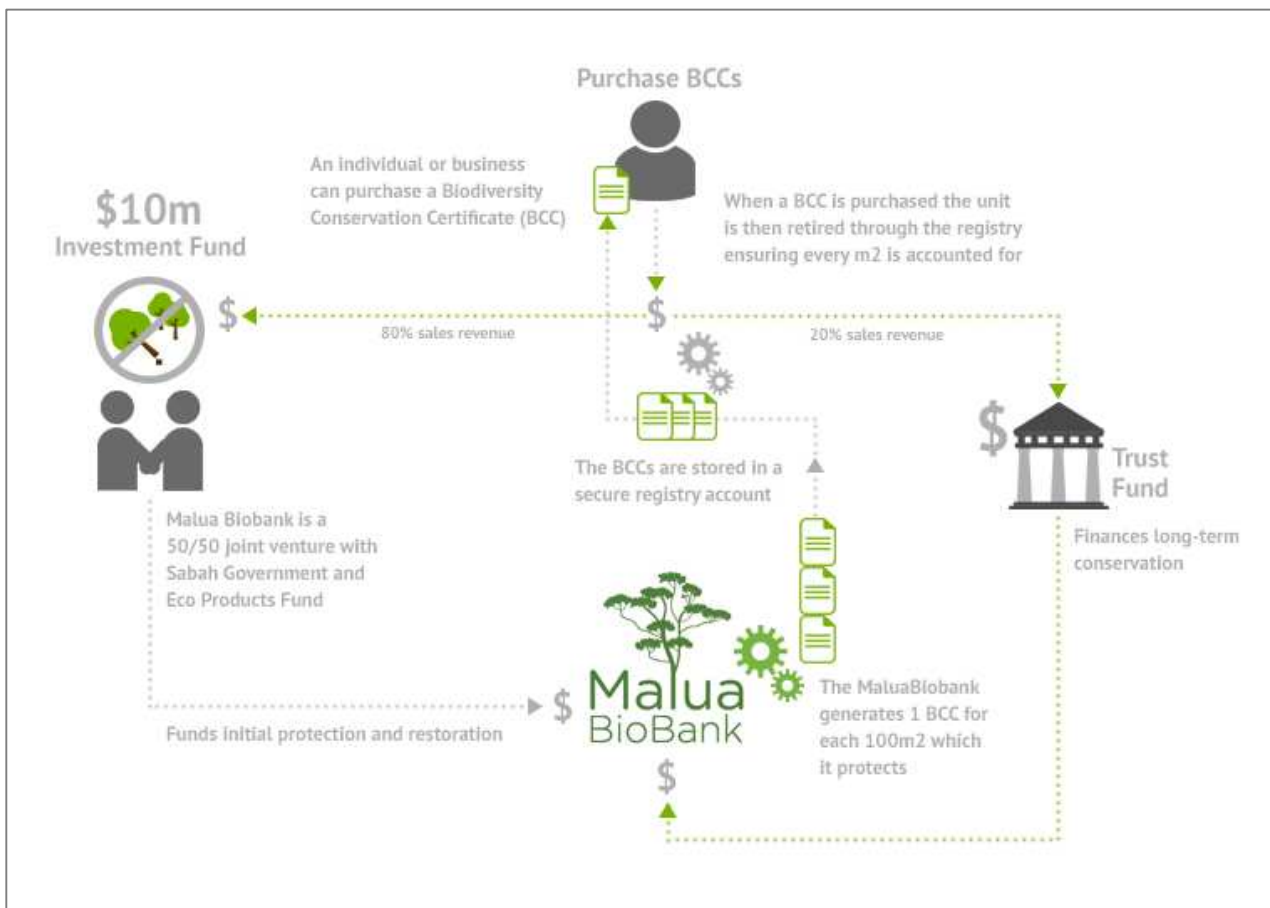 Purchase BCCs
An individual or business
can purchase a Biodiversity
Conservation Certificate (BCC)
$10m
Investment Fund
When a BCC is purchased the unit
is then retired through the registry
ensuring every m2 is accounted for
$
$
80% sales revenue
20% sales revenue
$
Trust
Fund
The BCCs are stored in a
secure registry account
Malua Biobank is a
50/50 joint venture with
Sabah Government and
Eco Products Fund
Finances long-term
conservation
$
Malua
BioBank
The MaluaBiobank
generates 1 BCC for
each 100m2 which
it protects
Funds initial protection and restoration
$